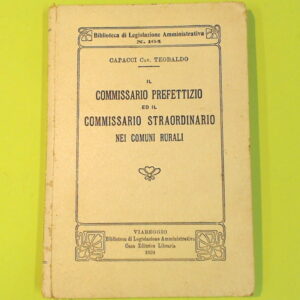 Biblioteca di Legislazione Amministrativa
N. 164
CAPACCI Cav. TEOBALDO
IL
COMMISSARIO PREFETTIZIO
ED IL
COMMISSARIO STRAORDINARIO
NEI COMUNI RURALI
VIAREGGIO
Biblioteca di Legislazione Amministrativa
Casa Editrice Libraria